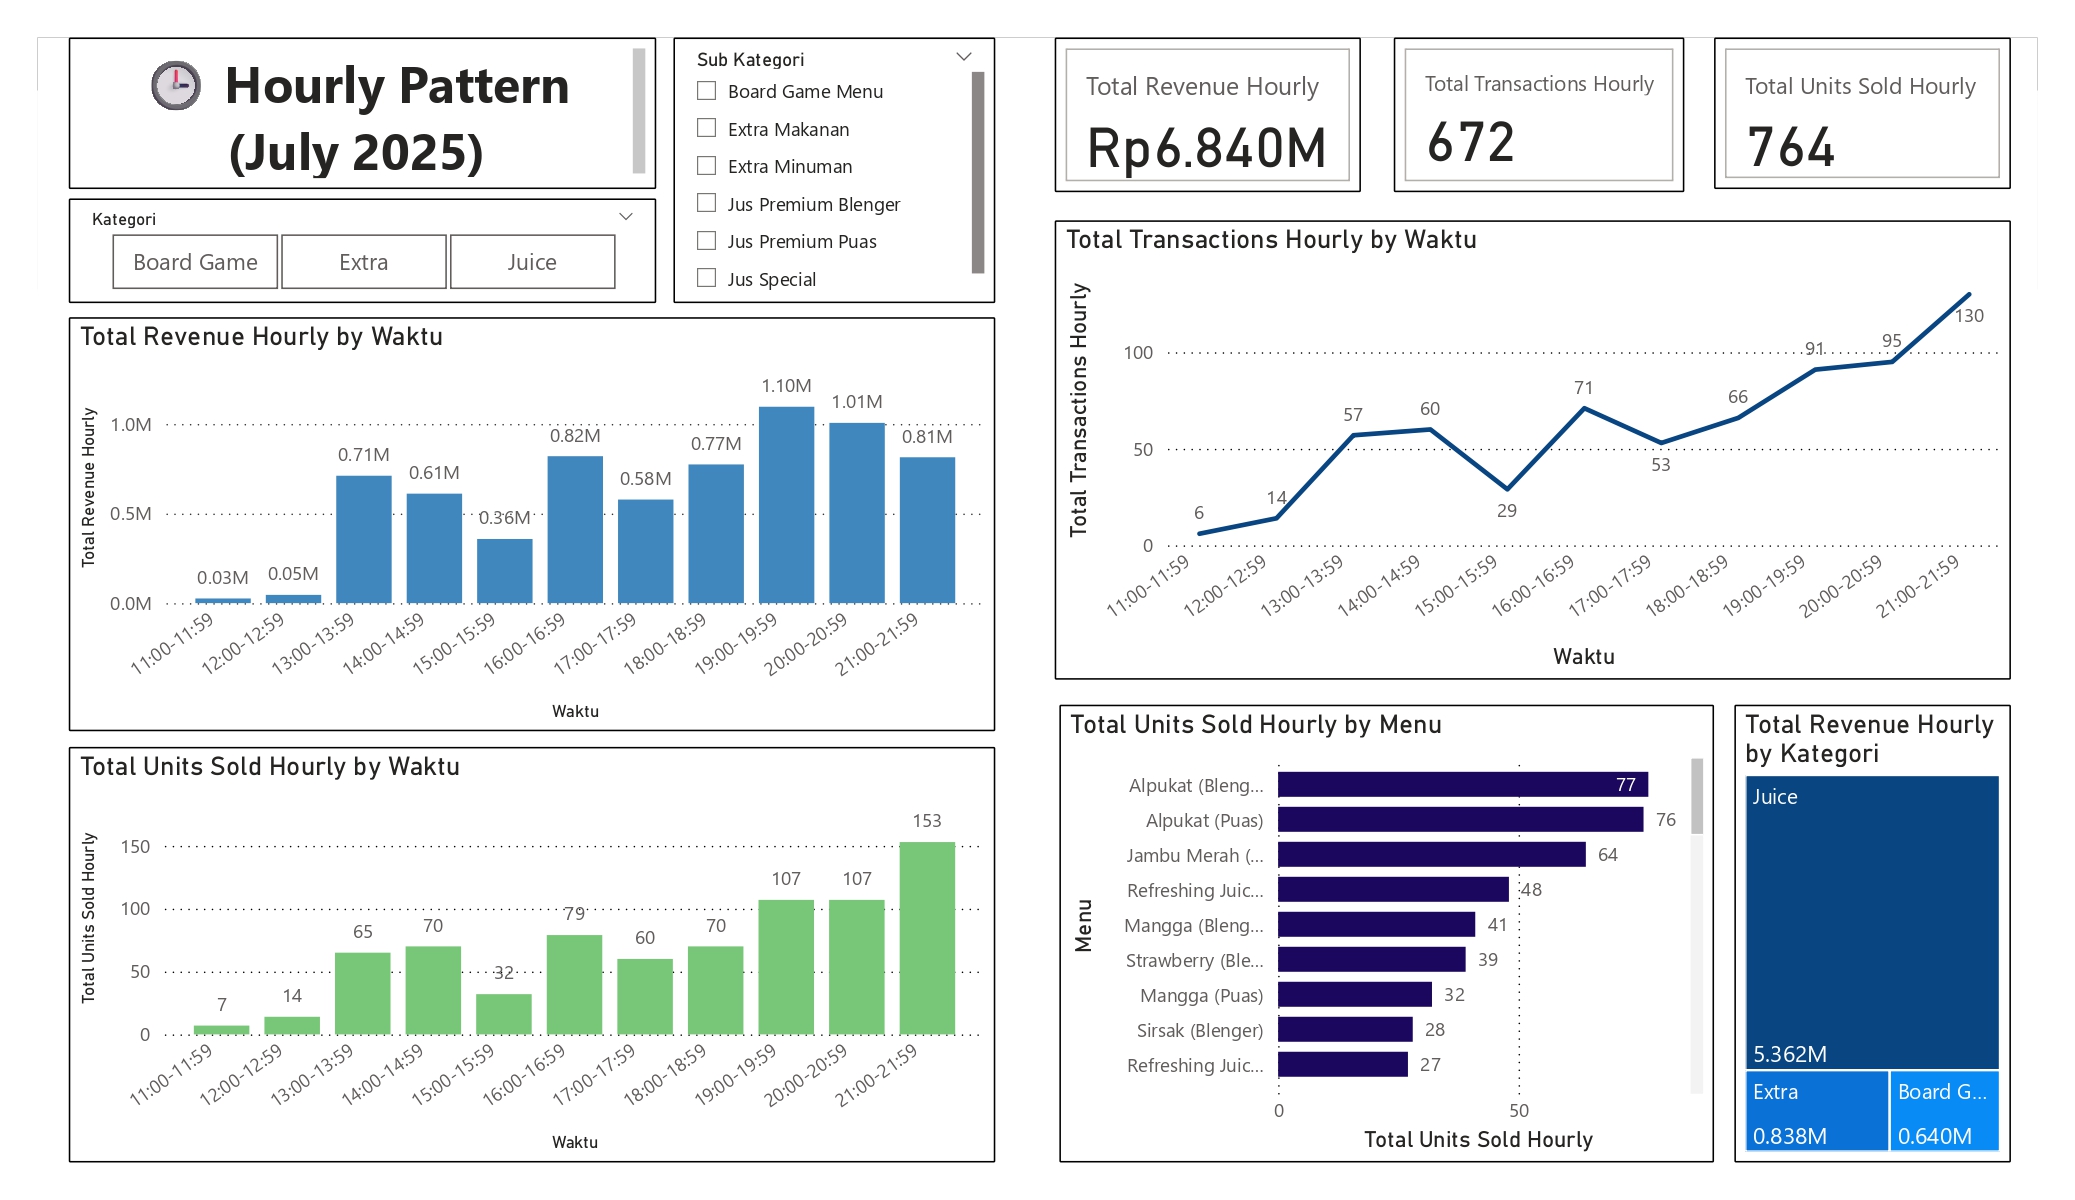 Hourly Pattern
(July 2025)
Kategori
Board Game
Extra
Juice
Sub Kategori
Board Game Menu
Extra Makanan
Extra Minuman
Jus Premium Blenger
Jus Premium Puas
Jus Special
Total Revenue Hourly
Rp6.840M
Total Transactions Hourly
672
Total Units Sold Hourly
764
Total Revenue Hourly by Waktu
Total Revenue Hourly
1.0M
0.5M
0.0M
0.03M
0.05M
0.71M
0.61M
0.36M
0.82M
0.58M
0.77M
1.10M
1.01M
0.81M
11:00-11:59
12:00-12:59
13:00-13:59
14:00-14:59
15:00-15:59
16:00-16:59
17:00-17:59
18:00-18:59
19:00-19:59
20:00-20:59
21:00-21:59
Waktu
Total Transactions Hourly by Waktu
Total Transactions Hourly
100
50
0
6
14
57
60
29
71
53
66
91
95
130
11:00-11:59
12:00-12:59
13:00-13:59
14:00-14:59
15:00-15:59
16:00-16:59
17:00-17:59
18:00-18:59
19:00-19:59
20:00-20:59
21:00-21:59
Waktu
Total Units Sold Hourly by Waktu
Total Units Sold Hourly
150
100
50
0
7
14
65
70
32
79
60
70
107
107
153
11:00-11:59
12:00-12:59
13:00-13:59
14:00-14:59
15:00-15:59
16:00-16:59
17:00-17:59
18:00-18:59
19:00-19:59
20:00-20:59
21:00-21:59
Waktu
Total Units Sold Hourly by Menu
Menu
Alpukat (Bleng... 77
Alpukat (Puas) 76
Jambu Merah (... 64
Refreshing Juic... 48
Mangga (Bleng... 41
Strawberry (Ble... 39
Mangga (Puas) 32
Sirsak (Blenger) 28
Refreshing Juic... 27
0 50
Total Units Sold Hourly
Total Revenue Hourly
by Kategori
Juice
5.362M
Extra
0.838M
Board G...
0.640M